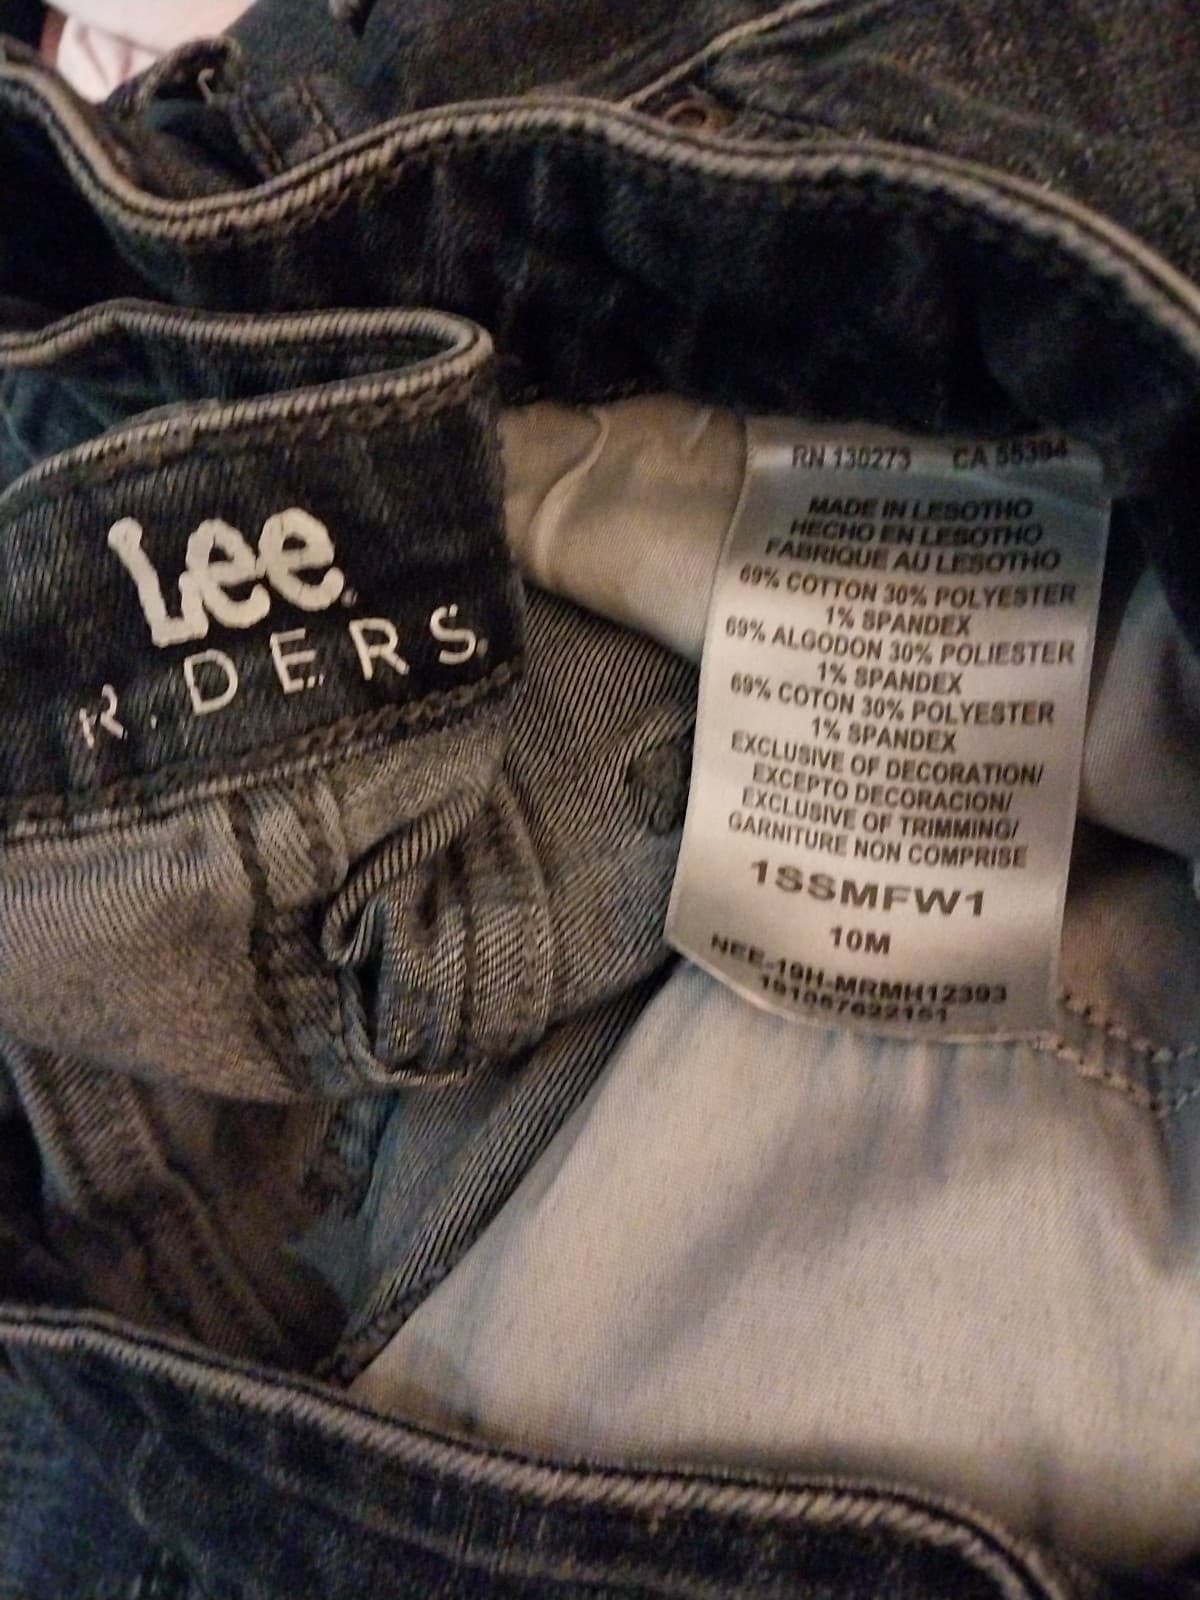 Lee
R.DERS
RN 130273 CA 55394
MADE IN LESOTHO
HECHO EN LESOTHO
FABRIQUE AU LESOTHO
69% COTTON 30% POLYESTER
1% SPANDEX
69% ALGODON 30% POLIESTER
1% SPANDEX
69% COTON 30% POLYESTER
1% SPANDEX
EXCLUSIVE OF DECORATION/
EXCEPTO DECORACION/
EXCLUSIVE OF TRIMMING/
GARNITURE NON COMPRISE
1SSMFW1
10M
NEE-19H-MRMH12393
191087622151